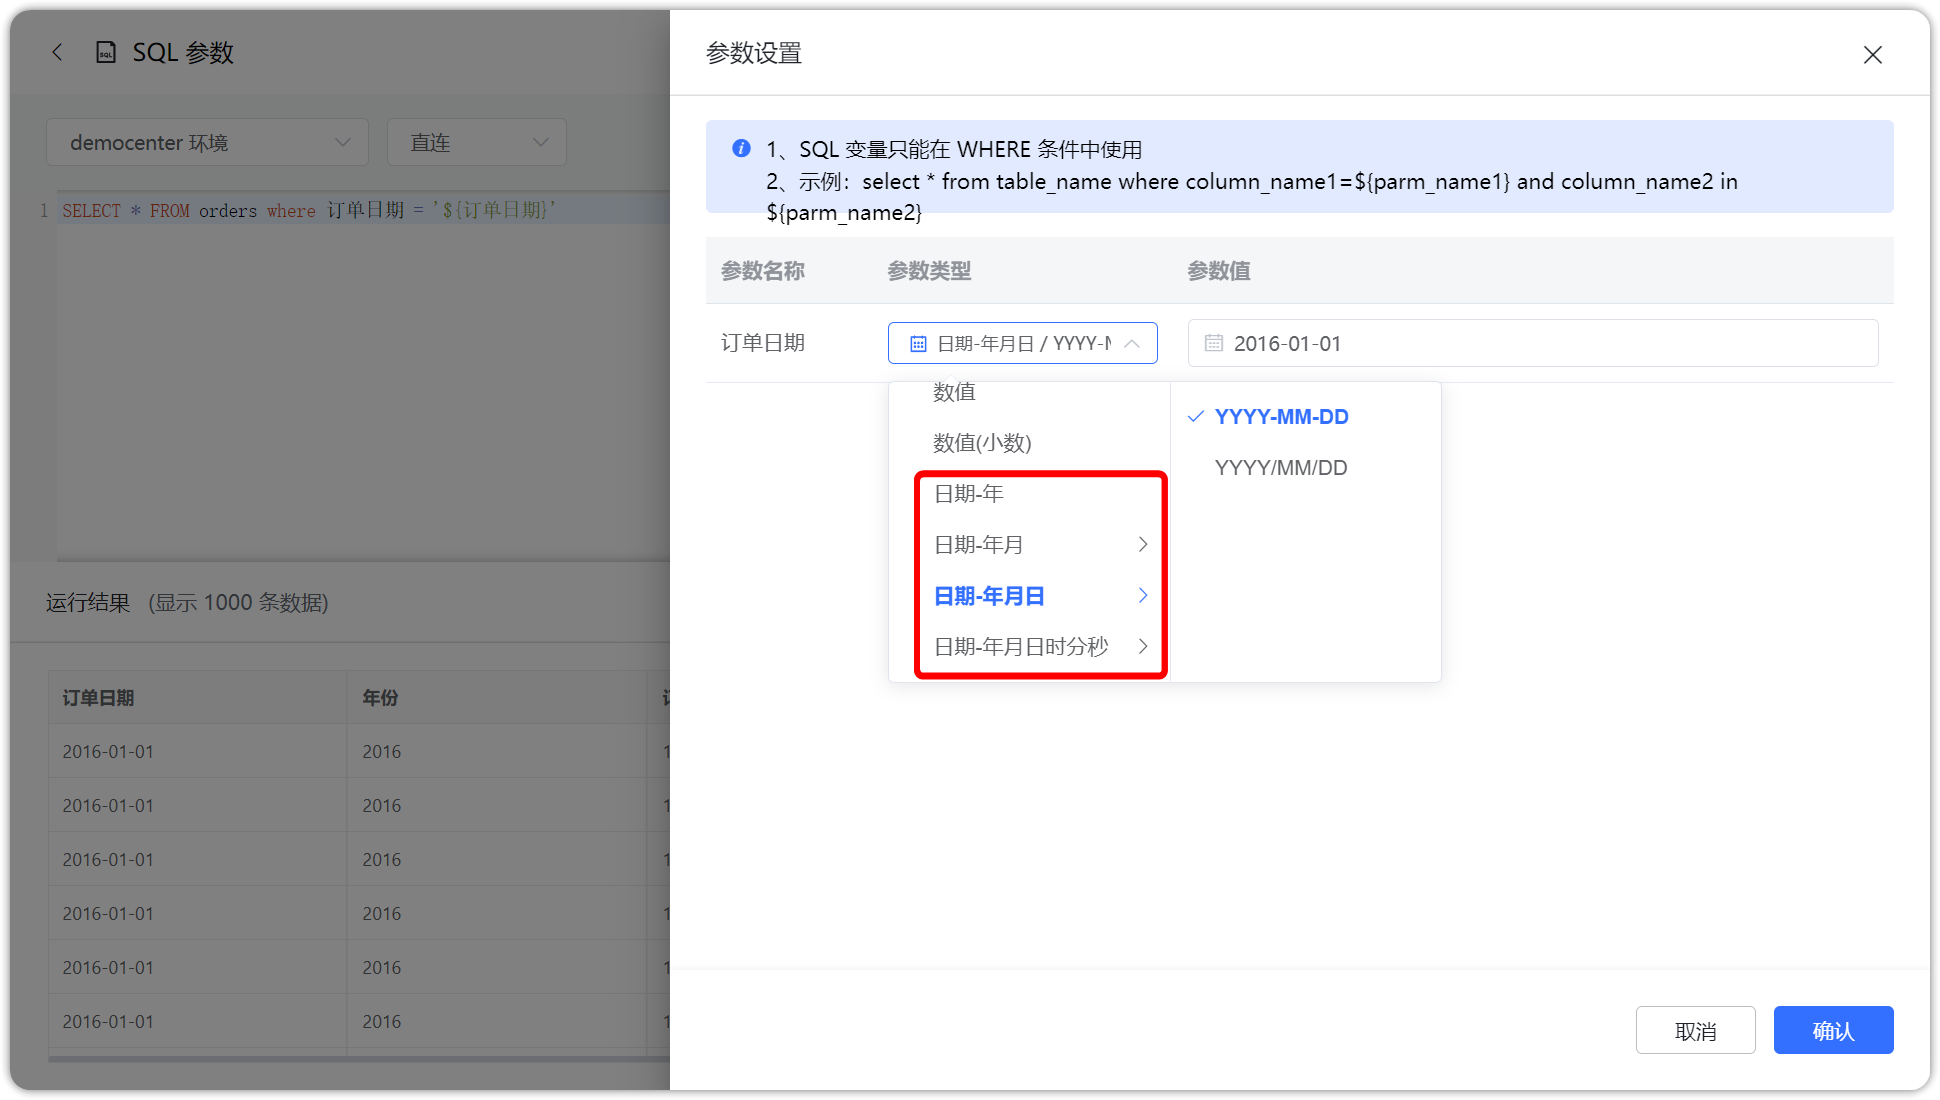 SQL 参数
democenter 环境
直连
1 SELECT * FROM orders where 订单日期 = '${订单日期}'
运行结果 (显示 1000 条数据)
订单日期 年份
2016-01-01 2016 1
2016-01-01 2016 1
2016-01-01 2016 1
2016-01-01 2016 1
2016-01-01 2016 1
2016-01-01 2016 1
参数设置
1、SQL 变量只能在 WHERE 条件中使用
2、示例：select * from table_name where column_name1=${parm_name1} and column_name2 in
${parm_name2}
参数名称 参数类型 参数值
订单日期 日期-年月日 / YYYY-M 2016-01-01
数值
数值(小数)
日期-年
日期-年月
日期-年月日
日期-年月日时分秒
YYYY-MM-DD
YYYY/MM/DD
取消
确认